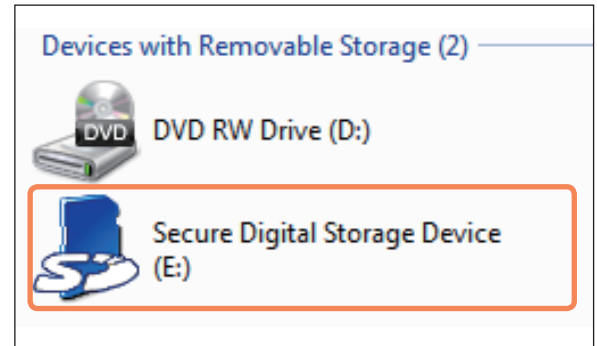 Devices with Removable Storage (2)
DVD
DVD RW Drive (D:)
SD
Secure Digital Storage Device
(E:)